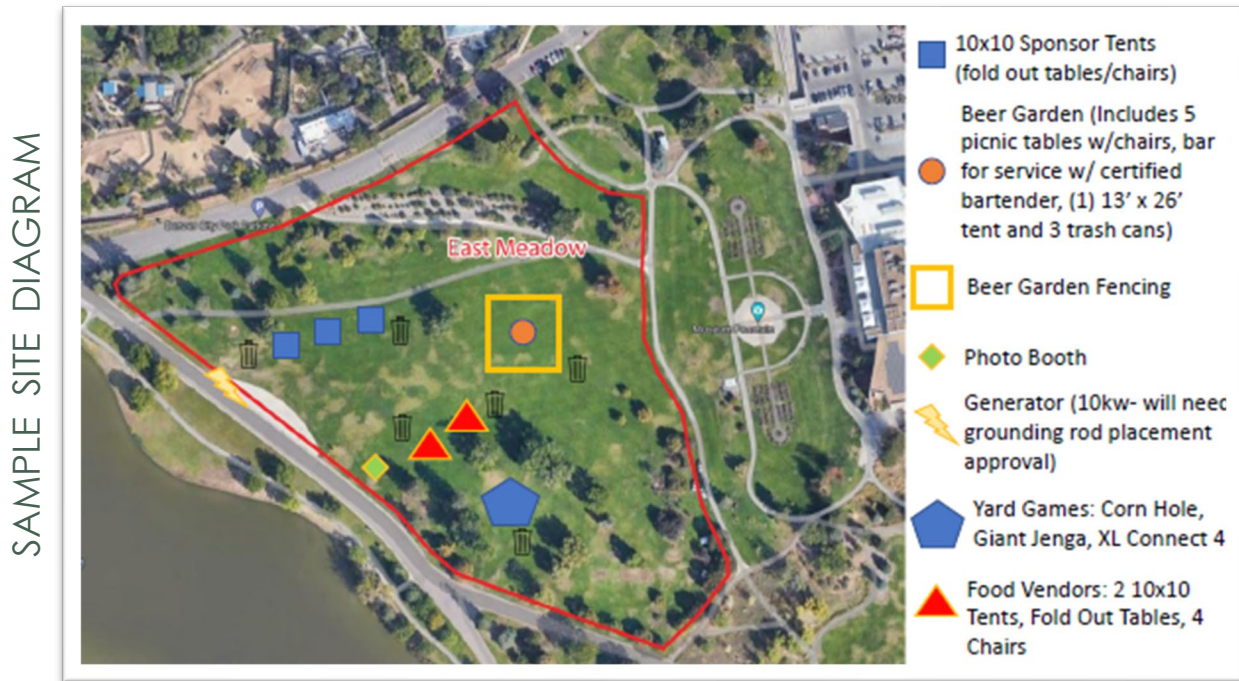 SAMPLE SITE DIAGRAM
10x10 Sponsor Tents
(fold out tables/chairs)
Beer Garden (Includes 5
picnic tables w/chairs, bar
for service w/ certified
bartender, (1) 13' x 26'
tent and 3 trash cans)
Beer Garden Fencing
Photo Booth
Generator (10kw- will need
grounding rod placement
approval)
Yard Games: Corn Hole,
Giant Jenga, XL Connect 4
Food Vendors: 2 10x10
Tents, Fold Out Tables, 4
Chairs
P
East Meadow